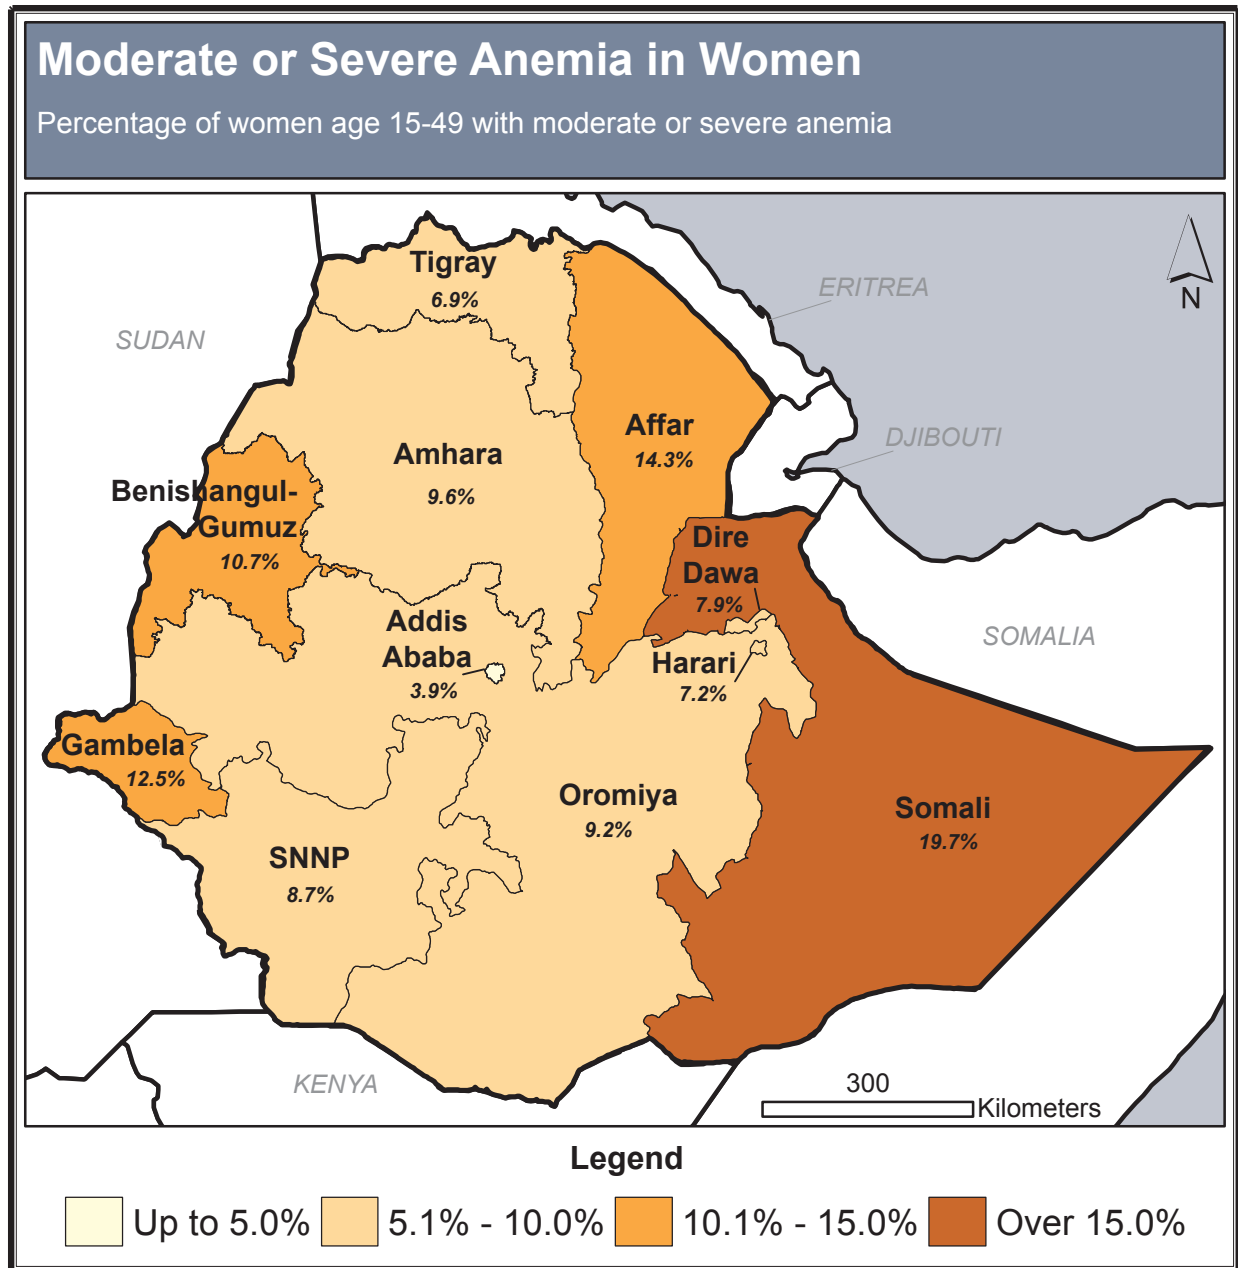 Moderate or Severe Anemia in Women
Percentage of women age 15-49 with moderate or severe anemia
Tigray
6.9%
ERITREA
N
SUDAN
Affar
14.3%
DJIBOUTI
Amhara
9.6%
Benishangul-
Gumuz
10.7%
Dire
Dawa
7.9%
Addis
Ababa
3.9%
SOMALIA
Harari
7.2%
Gambela
12.5%
Oromiya
9.2%
Somali
19.7%
SNNP
8.7%
KENYA
300
Kilometers
Legend
Up to 5.0%
5.1% - 10.0%
10.1% - 15.0%
Over 15.0%